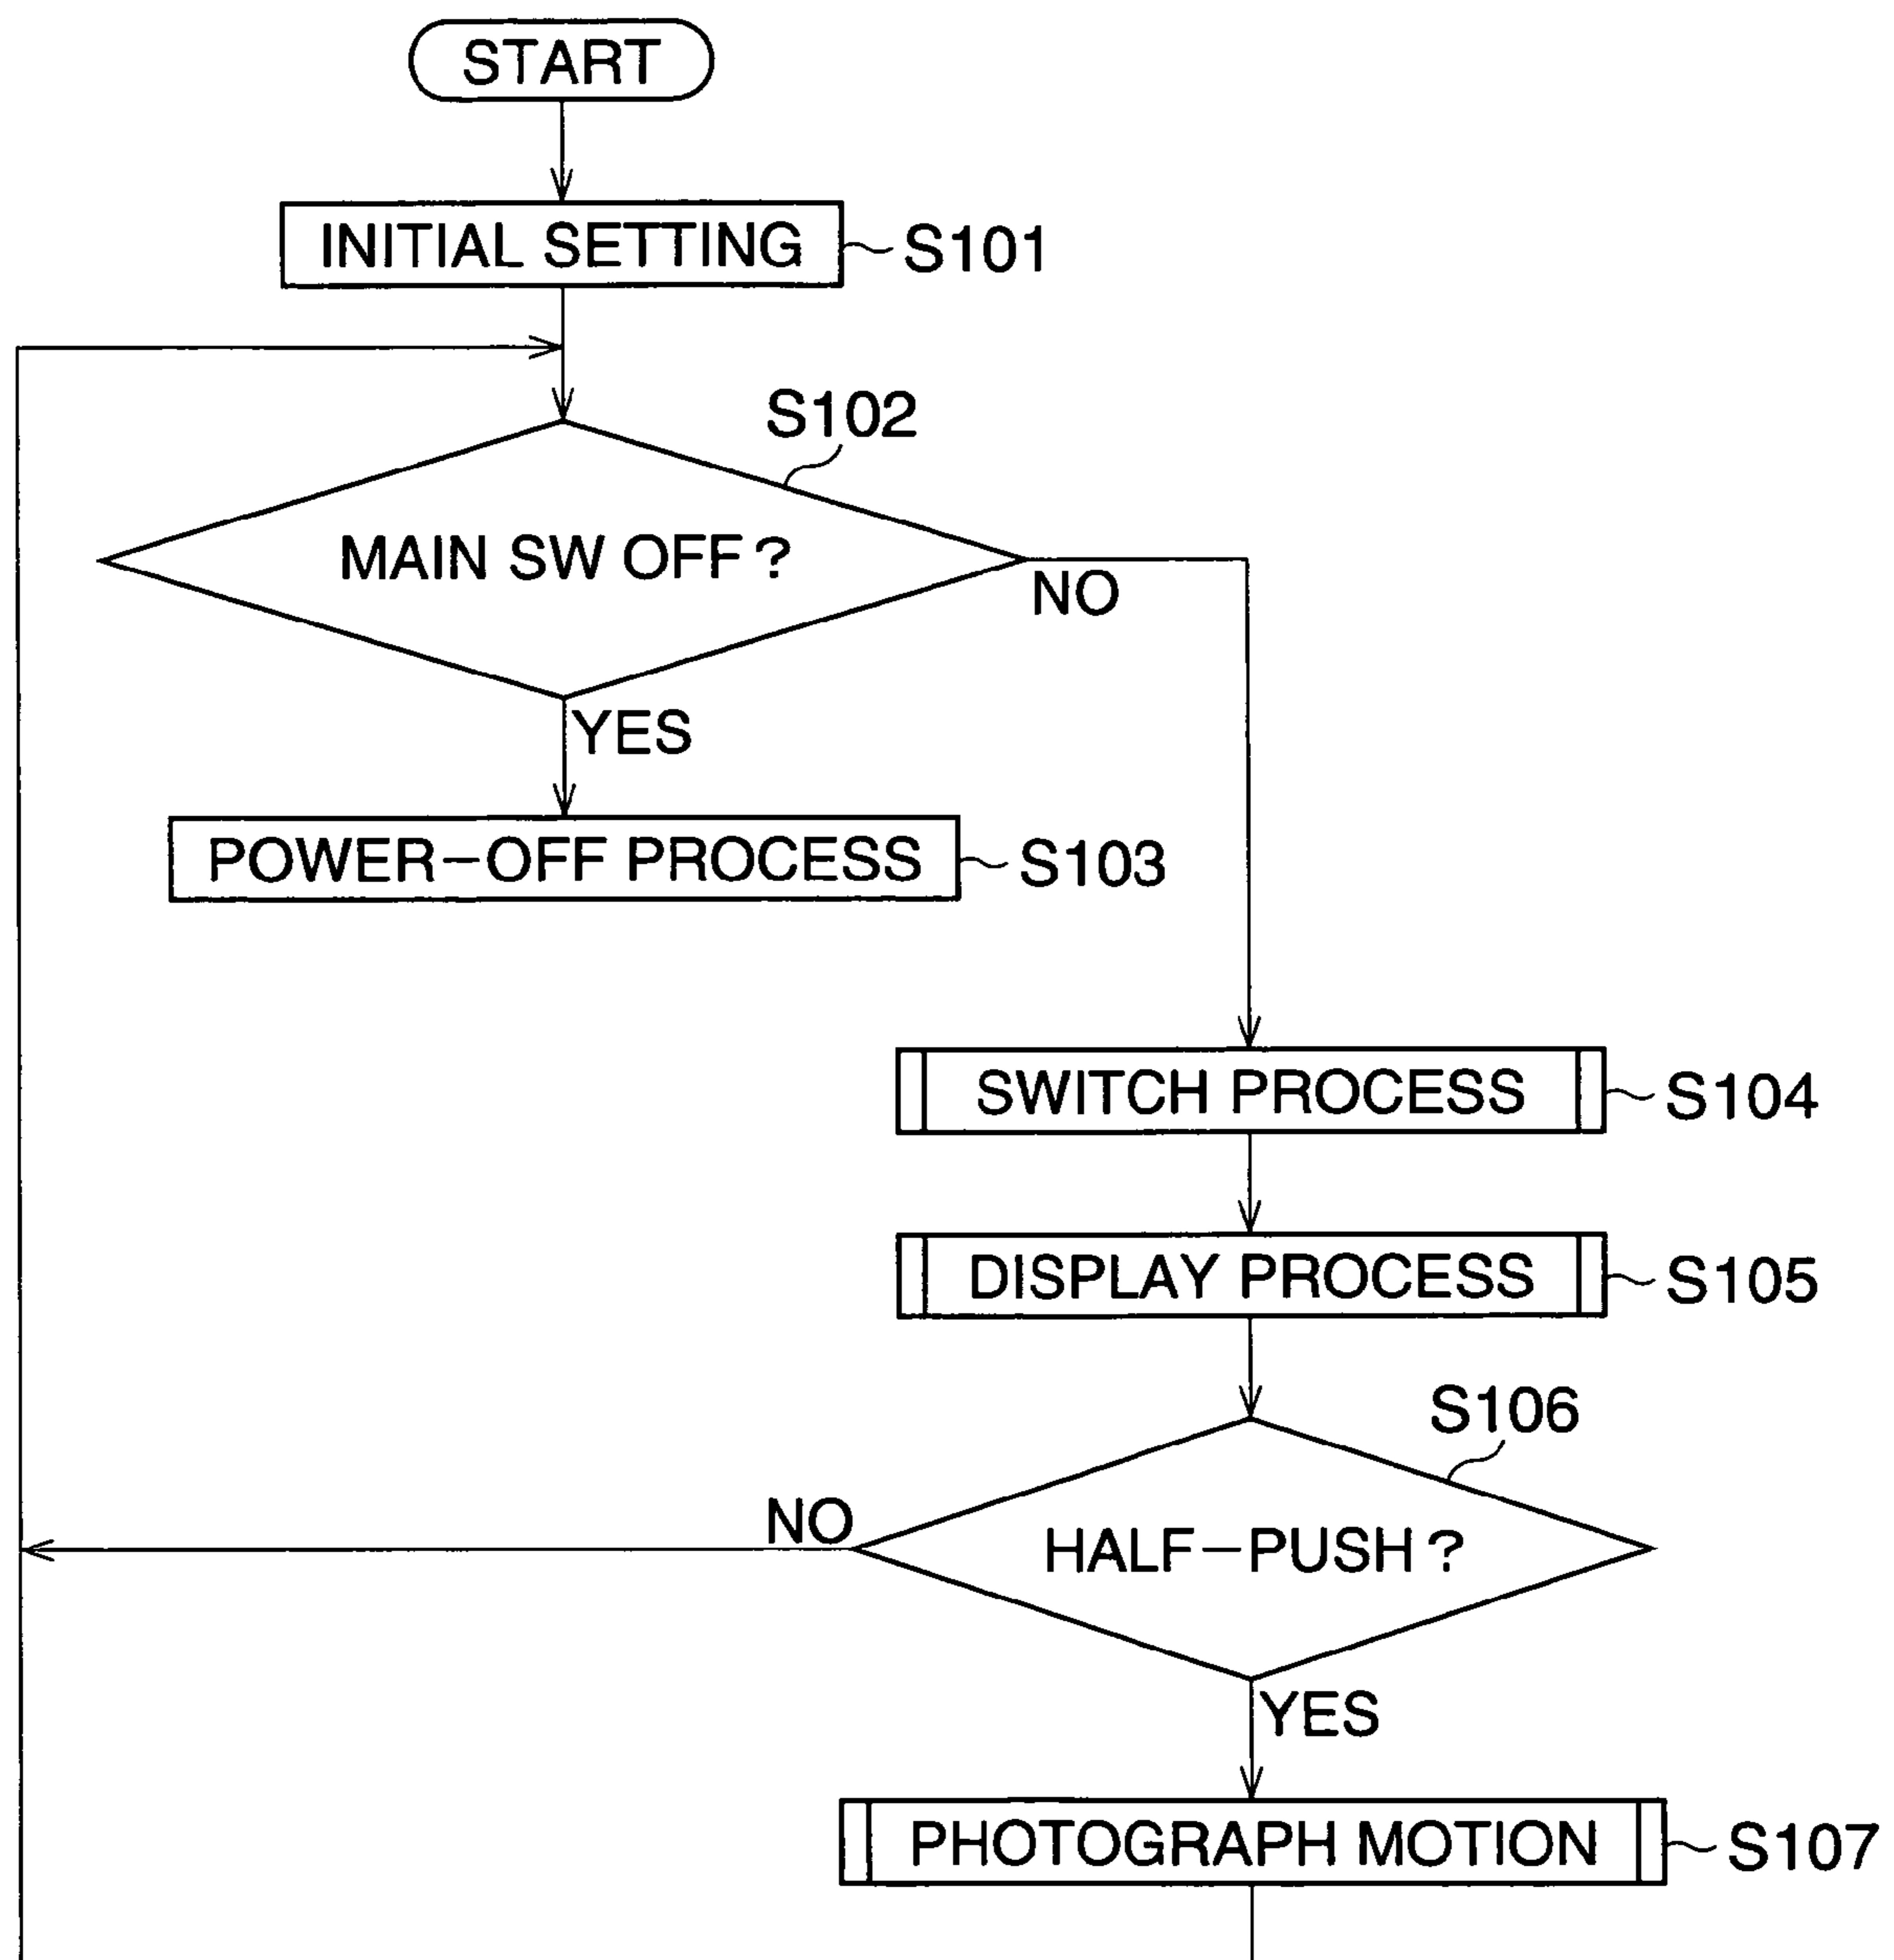 START
INITIAL SETTING
S101
S102
MAIN SW OFF?
NO
YES
POWER-OFF PROCESS
S103
SWITCH PROCESS
S104
DISPLAY PROCESS
S105
S106
NO
HALF-PUSH?
YES
PHOTOGRAPH MOTION
S107